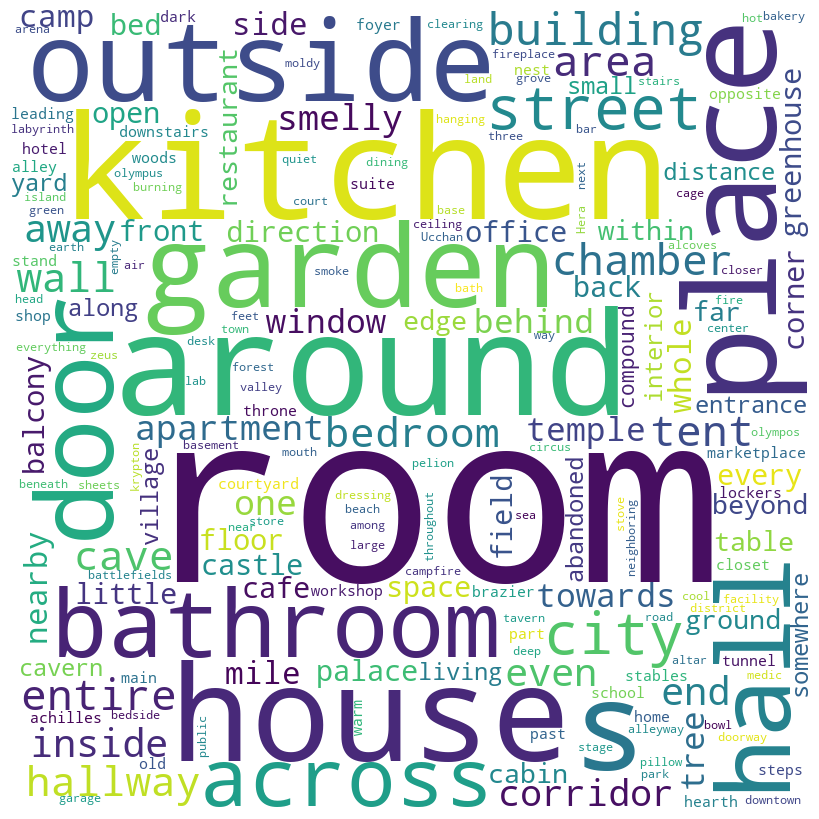 camp
bed
dark
side
foyer
clearing
building
hot
bakery
arena
outside
moldy
fireplace
area
place
land
nest
grove
stairs
restaurant
small
opposite
leading
open
smelly
street
labyrinth
downstairs
kitchen
hanging
three
bar
greenhouse
hotel
quiet
dining
alley
woods
suite
next
distance
yard
olympus
burning
cage
island
green
court
base
Hera
away
front
direction
ceiling
office
within
Ucchan
alcoves
earth
empty
garden
chamber
closer
stand
wall
air
smoke
bath
back
corner
head
door
along
window
edge
behind
far
fire
shop
feet
compound
interior
whole
center
town
way
everything
zeus
desk
around
balcony
lab
forest
valley
entrance
throne
apartment
bedroom
temple
tent
olympos
village
basement
mouth
pelion
circus
marketplace
beneath
sheets
krypton
room
courtyard
dressing
stove
every
one
beach
throughout
field
sea
abandoned
neighboring
lockers
beyond
near
store
among
nearby
floor
large
table
cave
castle
campfire
closet
battlefields
hall
little
cafe
workshop
space
brazier
towards
cool
facility
somewhere
bathroom
tavern
city
road
district
ground
part
deep
altar
tunnel
cavern
main
mile
palace
living
even
stables
medic
entire
houses
s
school
end
achilles
bedside
public
warm
past
home
bowl
alleyway
doorway
inside
stage
tree
old
across
cabin
pillow
steps
hallway
park
garage
corridor
hearth
downtown